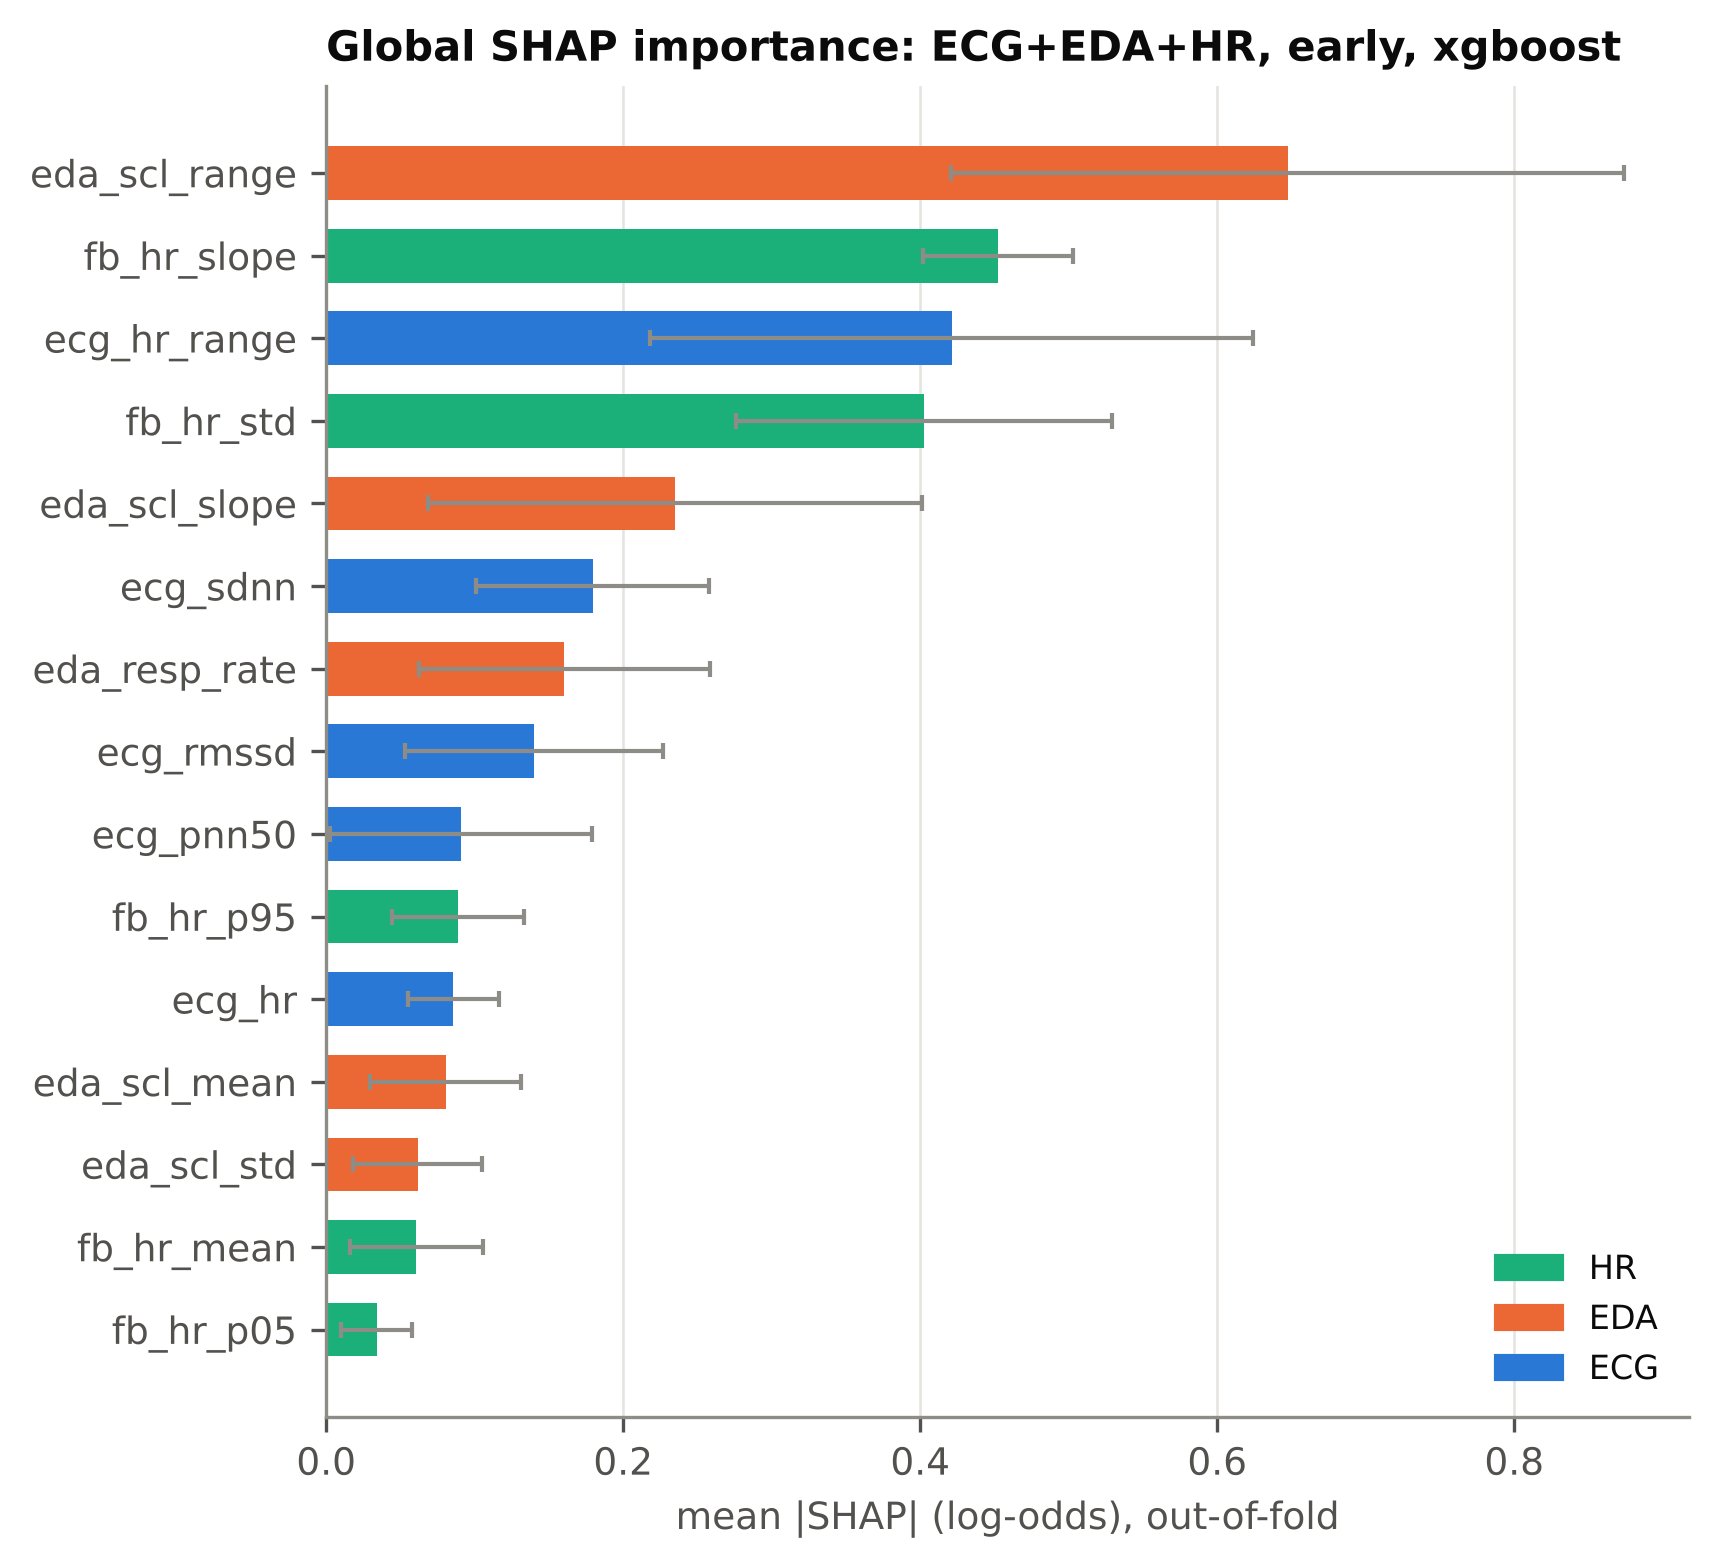 Global SHAP importance: ECG+EDA+HR, early, xgboost
eda_scl_range
fb_hr_slope
ecg_hr_range
fb_hr_std
eda_scl_slope
ecg_sdnn
eda_resp_rate
ecg_rmssd
ecg_pnn50
fb_hr_p95
ecg_hr
eda_scl_mean
eda_scl_std
fb_hr_mean
fb_hr_p05
HR
EDA
ECG
0.0 0.2 0.4 0.6 0.8
mean |SHAP| (log-odds), out-of-fold